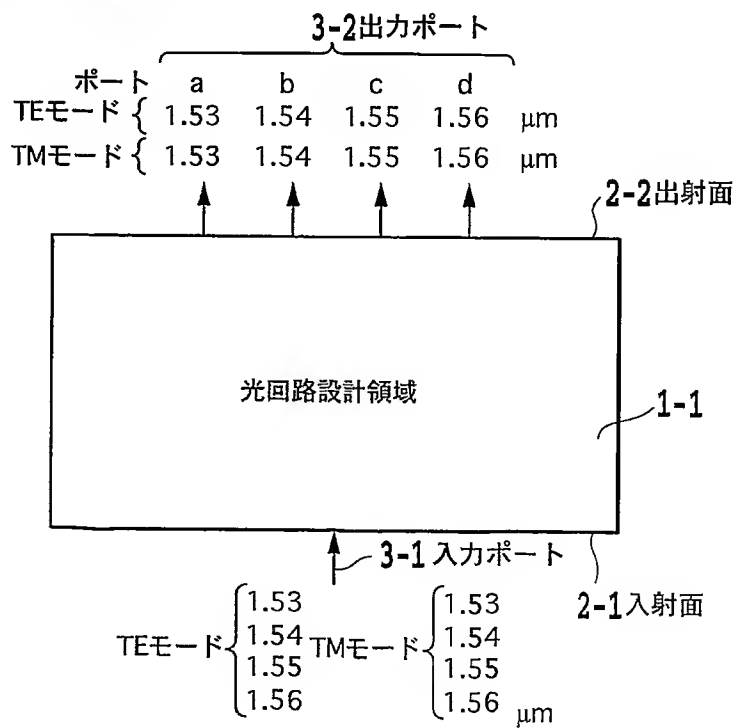 3-2出力ポート
ポート a b c d
TEモード { 1.53 1.54 1.55 1.56 μm
TMモード { 1.53 1.54 1.55 1.56 μm
2-2出射面
光回路設計領域
1-1
3-1 入力ポート
2-1入射面
TEモード { 1.53 1.54 1.55 1.56
TMモード { 1.53 1.54 1.55 1.56 μm